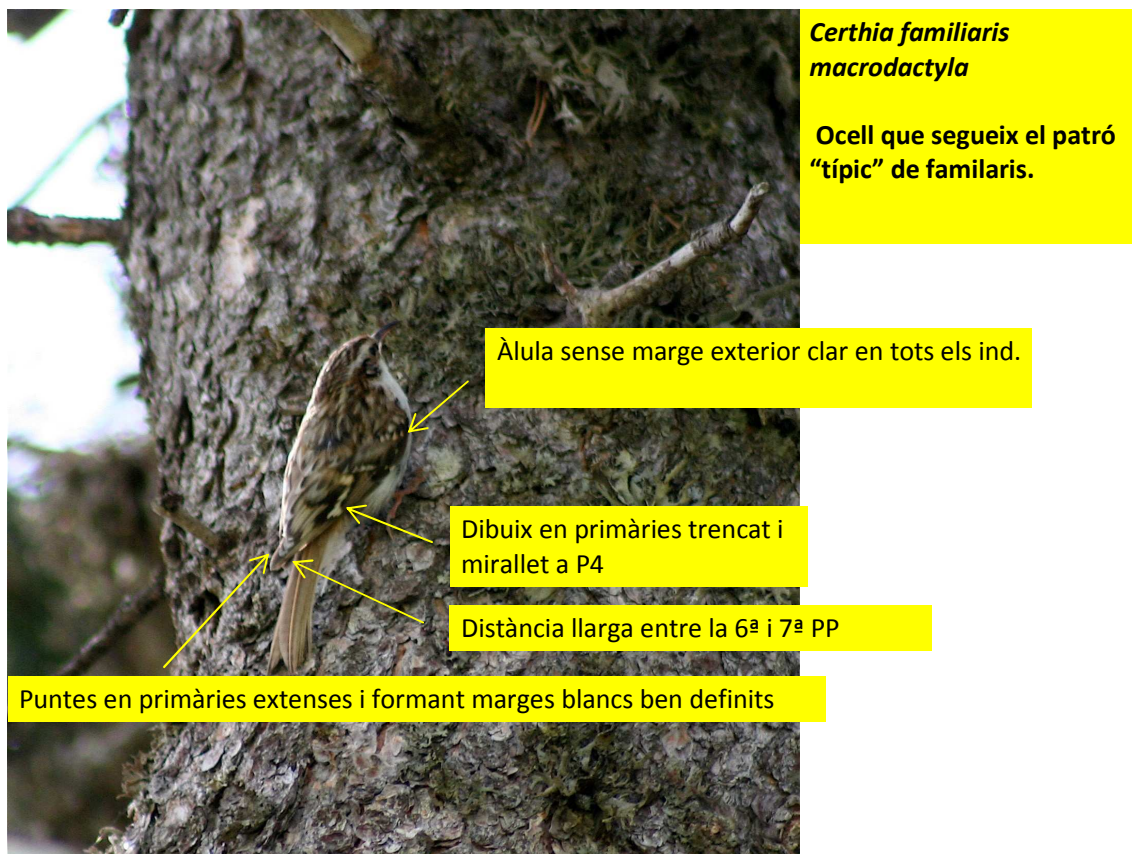 Certhia familiaris
macrodactyla
Ocell que segueix el patró
“típic” de familaris.
Àlula sense marge exterior clar en tots els ind.
Dibuix en primàries trencat i
mirallet a P4
Distància llarga entre la 6ª i 7ª PP
Puntes en primàries extenses i formant marges blancs ben definits